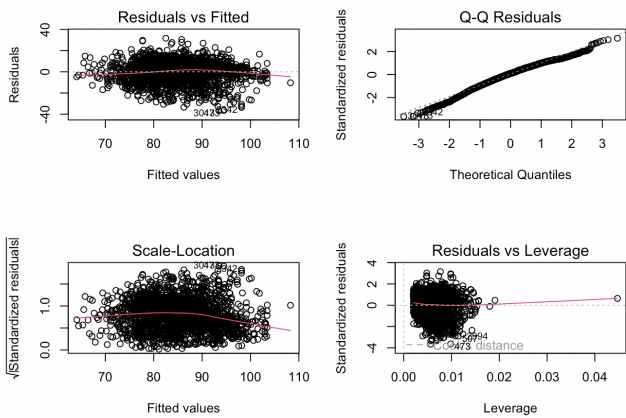 Residuals vs Fitted
Residuals
40
0
-40
70
80
90
100
110
Fitted values
Q-Q Residuals
Standardized residuals
2
0
-2
-3
-2
-1
0
1
2
3
Theoretical Quantiles
Scale-Location
√|Standardized residuals|
1.0
0.0
70
80
90
100
110
Fitted values
Residuals vs Leverage
Standardized residuals
4
2
0
-4
Cook's distance
0.00
0.01
0.02
0.03
0.04
Leverage